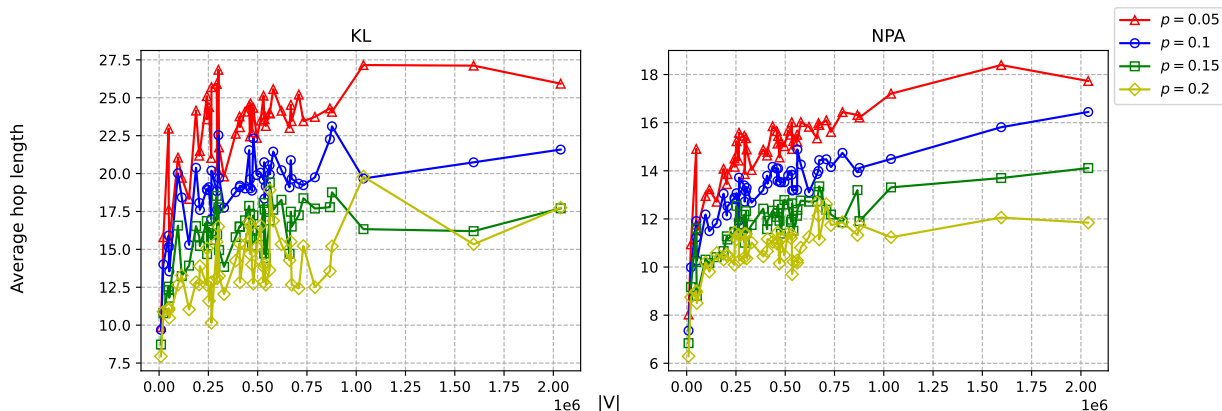 KL
NPA
p = 0.05
p = 0.1
p = 0.15
p = 0.2
Average hop length
27.5
25.0
22.5
20.0
17.5
15.0
12.5
10.0
7.5
0.00 0.25 0.50 0.75 1.00 1.25 1.50 1.75 2.00
1e6
18
16
14
12
10
8
6
0.00 0.25 0.50 0.75 1.00 1.25 1.50 1.75 2.00
1e6
|V|